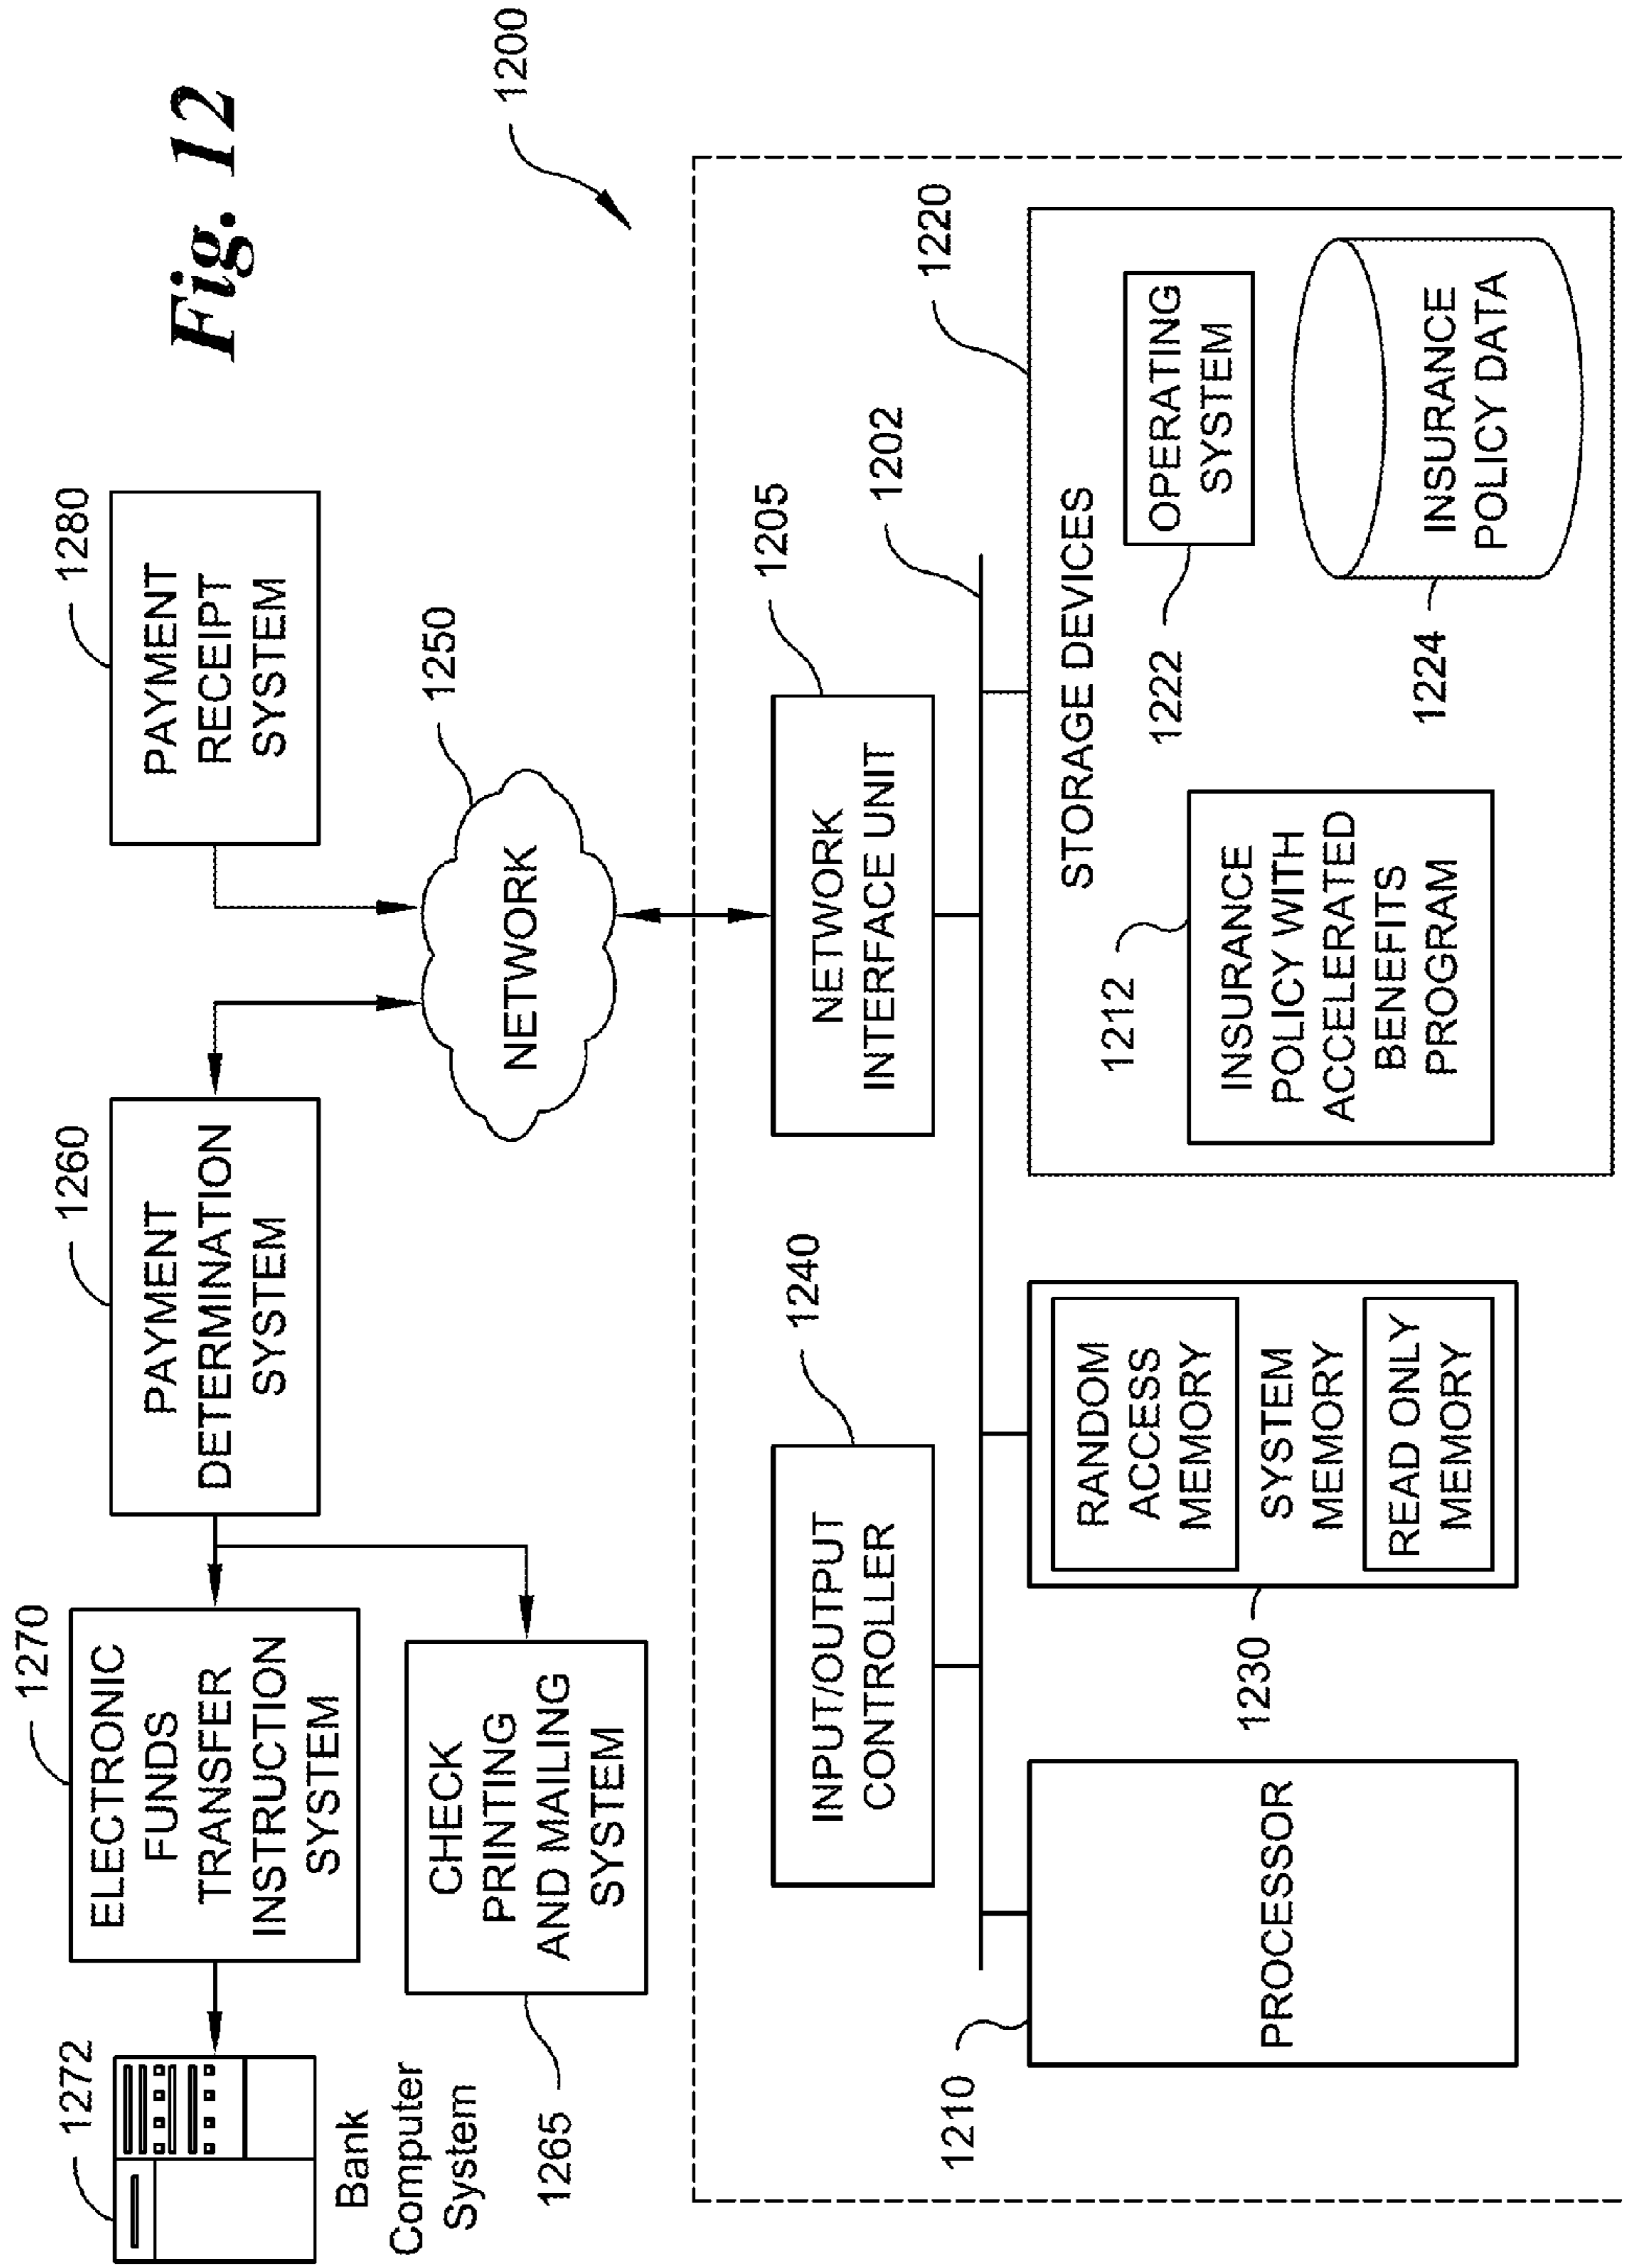 Fig. 12
1272
1270
1260
1280
ELECTRONIC
FUNDS
TRANSFER
INSTRUCTION
SYSTEM
PAYMENT
DETERMINATION
SYSTEM
PAYMENT
RECEIPT
SYSTEM
Bank
Computer
System
CHECK
PRINTING
AND MAILING
SYSTEM
1265
NETWORK
1250
1200
INPUT/OUTPUT
CONTROLLER
1240
NETWORK
INTERFACE UNIT
1205
1202
1210
PROCESSOR
1230
RANDOM
ACCESS
MEMORY
SYSTEM
MEMORY
READ ONLY
MEMORY
1220
STORAGE DEVICES
1212
INSURANCE
POLICY WITH
ACCELERATED
BENEFITS
PROGRAM
1222
OPERATING
SYSTEM
1224
INSURANCE
POLICY DATA